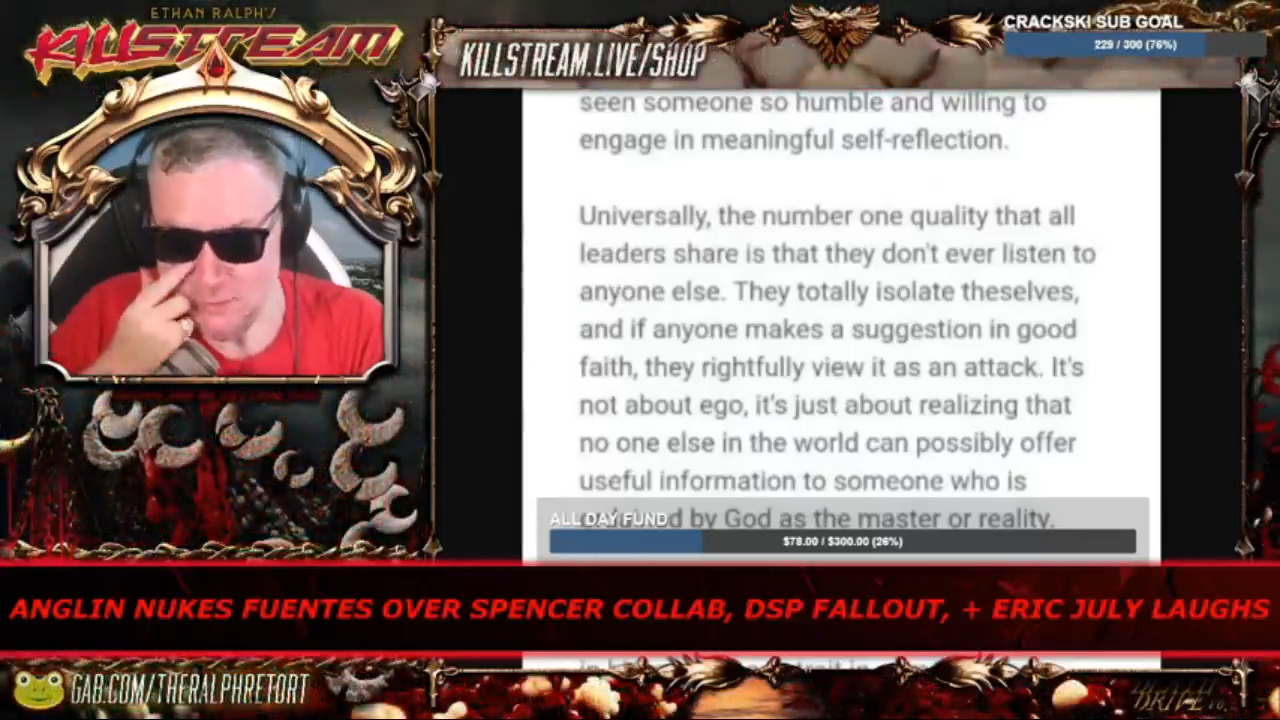 ETHAN RALPH'S
KILLSTREAM
KILLSTREAM.LIVE/SHOP
CRACKSKI SUB GOAL
229 / 300 (76%)
seen someone so humble and willing to
engage in meaningful self-reflection.
Universally, the number one quality that all
leaders share is that they don't ever listen to
anyone else. They totally isolate theselves,
and if anyone makes a suggestion in good
faith, they rightfully view it as an attack. It's
not about ego, it's just about realizing that
no one else in the world can possibly offer
useful information to someone who is
by God as the master or reality.
ALL DAY FUND
$78.00 / $300.00 (26%)
ANGLIN NUKES FUENTES OVER SPENCER COLLAB, DSP FALLOUT, + ERIC JULY LAUGHS
GAB.COM/THERALPHRETORT